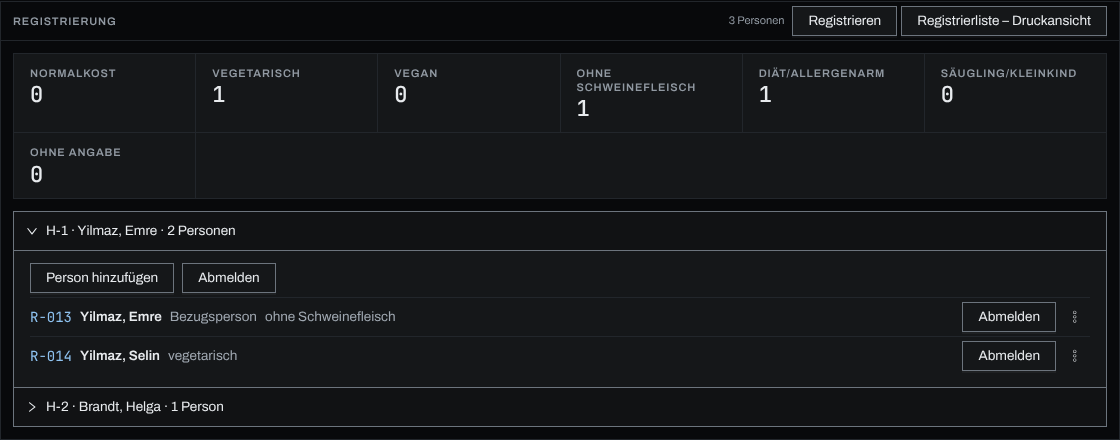 REGISTRIERUNG 3 Personen Registrieren Registrierliste – Druckansicht
NORMALKOST VEGETARISCH VEGAN OHNE SCHWEINEFLEISCH DIÄT/ALLERGENARM SÄUGLING/KLEINKIND
0 1 0 1 1 0
OHNE ANGABE
0
H-1 · Yilmaz, Emre · 2 Personen
Person hinzufügen Abmelden
R-013 Yilmaz, Emre Bezugsperson ohne Schweinefleisch Abmelden
R-014 Yilmaz, Selin vegetarisch Abmelden
H-2 · Brandt, Helga · 1 Person